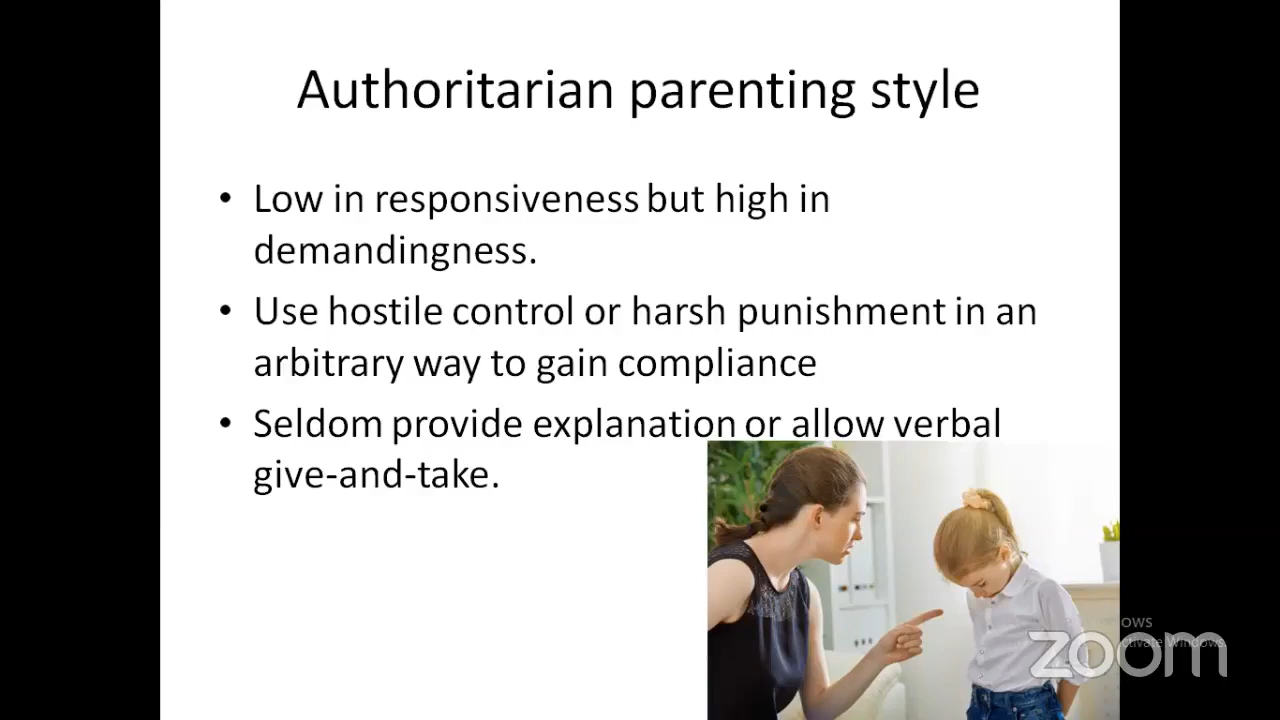 Authoritarian parenting style
• Low in responsiveness but high in
demandingness.
• Use hostile control or harsh punishment in an
arbitrary way to gain compliance
• Seldom provide explanation or allow verbal
give-and-take.
zoom
Windows.